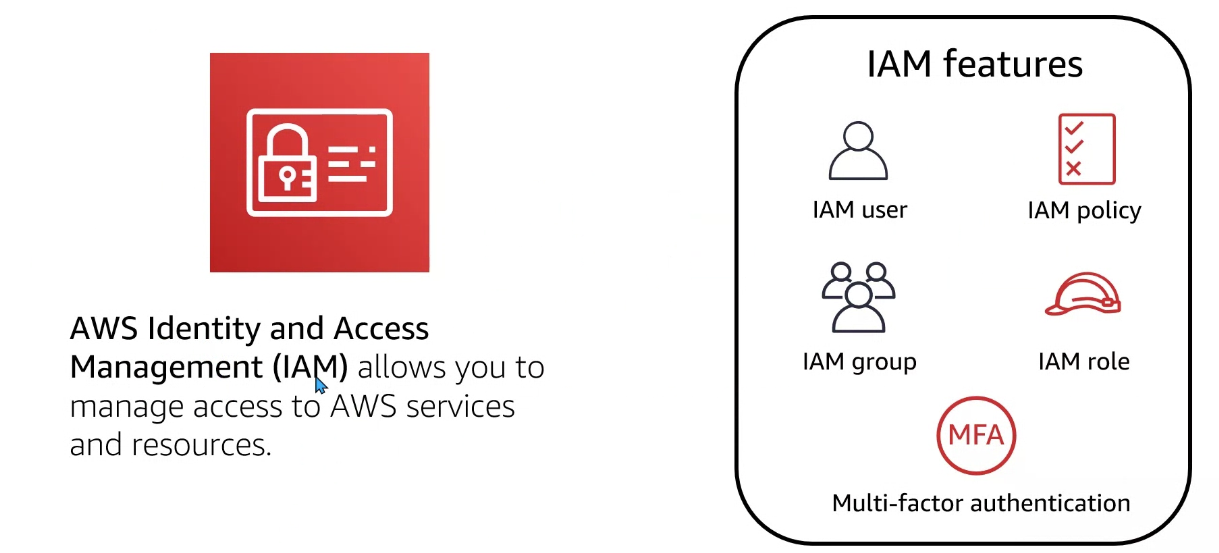 AWS Identity and Access
Management (IAM) allows you to
manage access to AWS services
and resources.
IAM features
IAM user
IAM policy
IAM group
IAM role
MFA
Multi-factor authentication